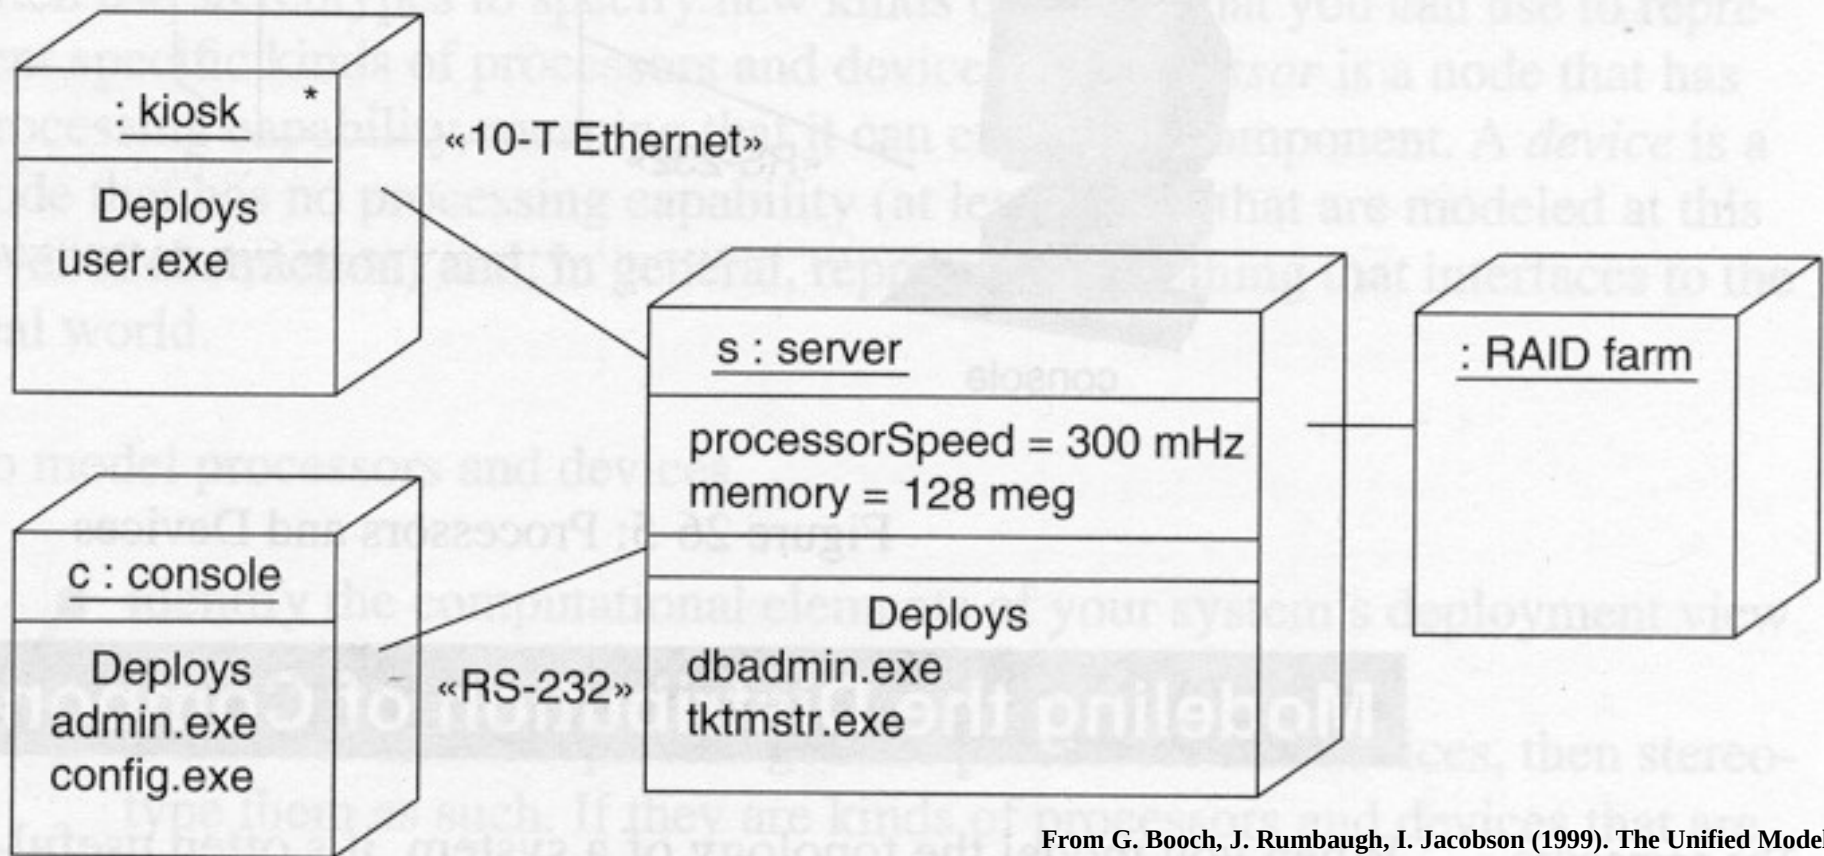 : kiosk *
Deploys
user.exe
«10-T Ethernet»
s : server
processorSpeed = 300 mHz
memory = 128 meg
Deploys
dbadmin.exe
tktmstr.exe
: RAID farm
c : console
Deploys
admin.exe
config.exe
«RS-232»
From G. Booch, J. Rumbaugh, I. Jacobson (1999). The Unified Model